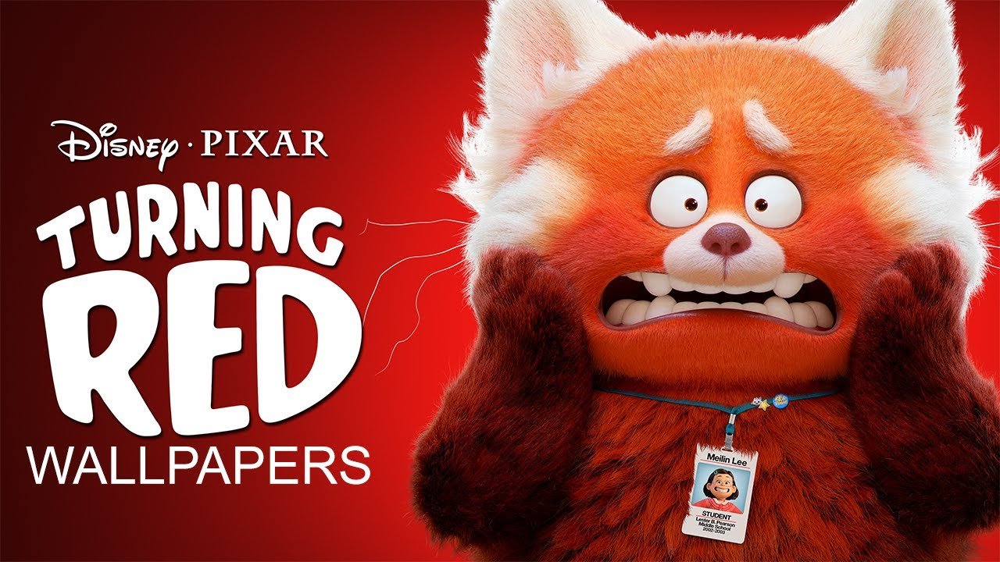 DISNEY · PIXAR
TURNING
RED
WALLPAPERS
Meilin Lee
STUDENT
Lester B. Pearson
Middle School
2002-2003